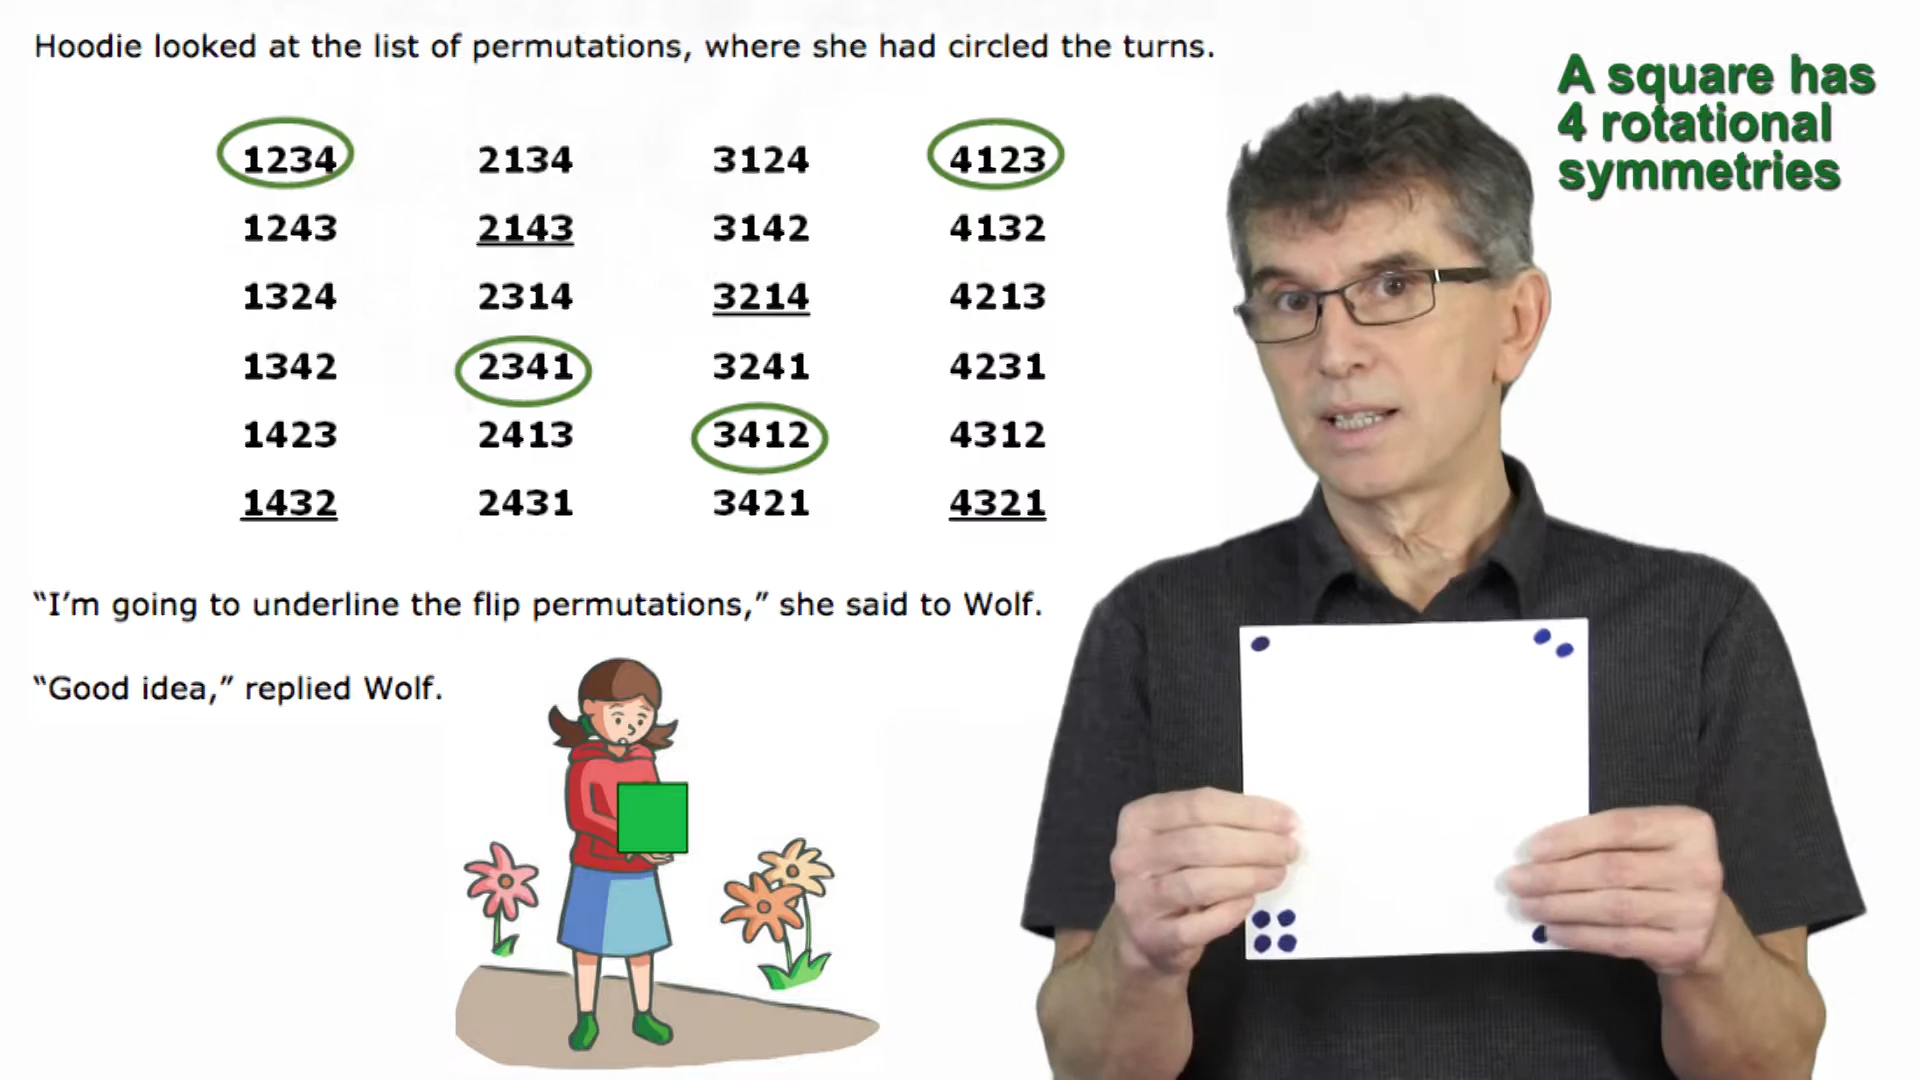 Hoodie looked at the list of permutations, where she had circled the turns.
A square has
4 rotational
symmetries
1234 2134 3124 4123
1243 2143 3142 4132
1324 2314 3214 4213
1342 2341 3241 4231
1423 2413 3412 4312
1432 2431 3421 4321
“I’m going to underline the flip permutations,” she said to Wolf.
“Good idea,” replied Wolf.